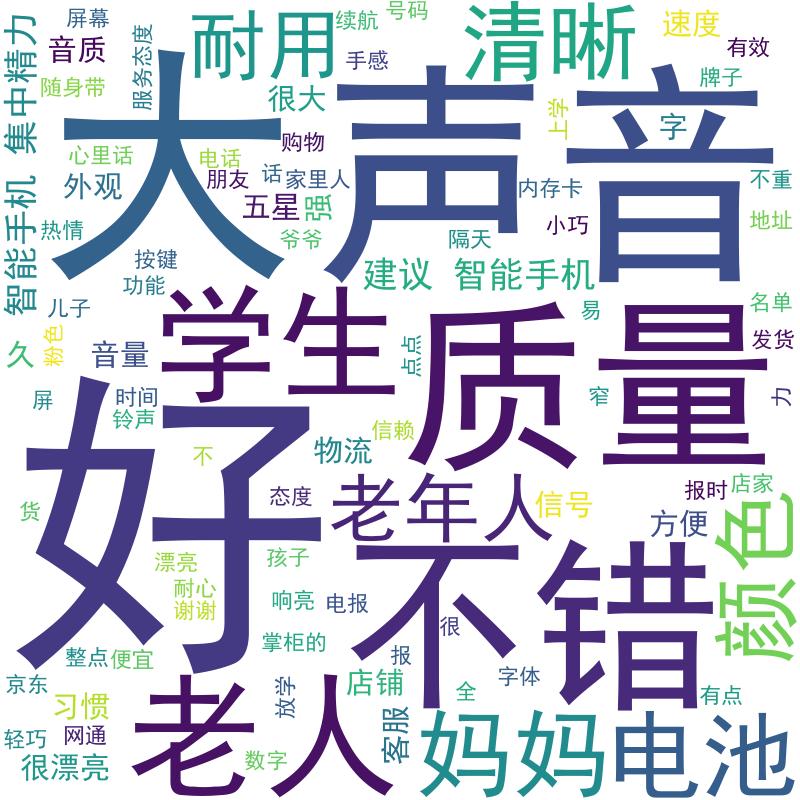 屏幕
续航
号码
集中精力
音质
耐用
清晰
速度
有效
服务态度
手感
随身带
很大
牌子
大
声
音
上学
字
心里话
电话
购物
外观
朋友
话
家里人
内存卡
不重
五星
强
小巧
地址
智能手机
热情
爷爷
隔天
按键
功能
建议
智能手机
儿子
学生
质量
易
名单
粉色
久
音量
点点
发货
屏
时间
铃声
窄
力
好
信赖
物流
不
态度
老年人
信号
报时
店家
货
方便
颜色
不错
漂亮
孩子
耐心
谢谢
响亮
电报
很
掌柜的
整点
便宜
报
字体
京东
老人
放学
店铺
全
有点
习惯
客服
妈妈
电池
轻巧
网通
很漂亮
数字